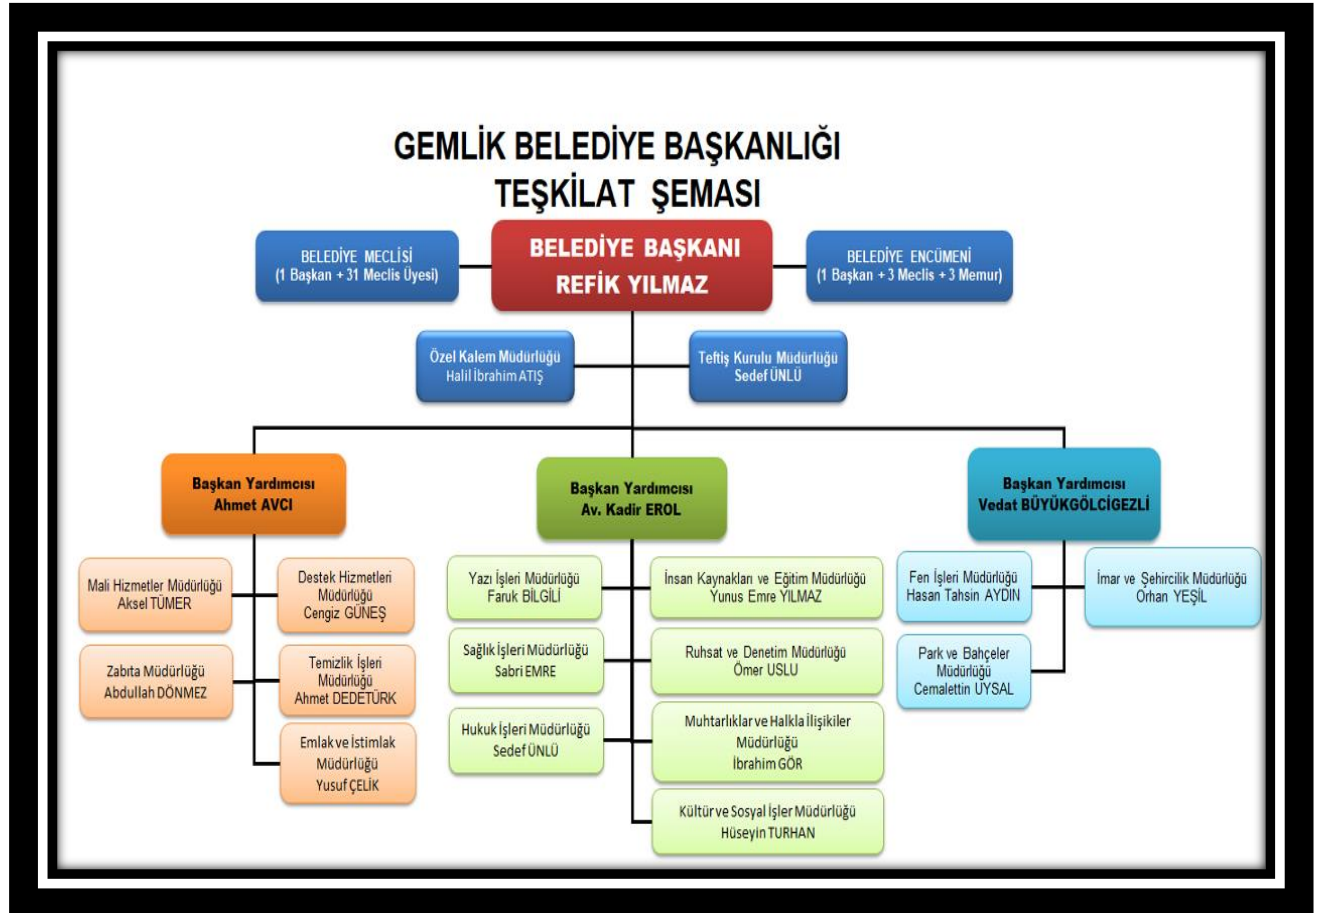 GEMLİK BELEDİYE BAŞKANLIĞI
TEŞKİLAT ŞEMASI
BELEDİYE MECLİSİ
(1 Başkan + 31 Meclis Üyesi)
BELEDİYE BAŞKANI
REFİK YILMAZ
BELEDİYE ENCÜMENİ
(1 Başkan + 3 Meclis + 3 Memur)
Özel Kalem Müdürlüğü
Halil İbrahim ATIŞ
Teftiş Kurulu Müdürlüğü
Sedef ÜNLÜ
Başkan Yardımcısı
Ahmet AVCI
Başkan Yardımcısı
Av. Kadir EROL
Başkan Yardımcısı
Vedat BÜYÜKGÖLCİGEZLİ
Mali Hizmetler Müdürlüğü
Aksel TÜMER
Destek Hizmetleri
Müdürlüğü
Cengiz GÜNEŞ
Zabıta Müdürlüğü
Abdullah DÖNMEZ
Temizlik İşleri
Müdürlüğü
Ahmet DEDETÜRK
Emlak ve İstimlak
Müdürlüğü
Yusuf ÇELİK
Yazı İşleri Müdürlüğü
Faruk BİLGİLİ
İnsan Kaynakları ve Eğitim Müdürlüğü
Yunus Emre YILMAZ
Sağlık İşleri Müdürlüğü
Sabri EMRE
Ruhsat ve Denetim Müdürlüğü
Ömer USLU
Hukuk İşleri Müdürlüğü
Sedef ÜNLÜ
Muhtarlıklar ve Halkla İlişikiler
Müdürlüğü
İbrahim GÖR
Kültür ve Sosyal İşler Müdürlüğü
Hüseyin TURHAN
Fen İşleri Müdürlüğü
Hasan Tahsin AYDIN
İmar ve Şehircilik Müdürlüğü
Orhan YEŞİL
Park ve Bahçeler
Müdürlüğü
Cemalettin UYSAL